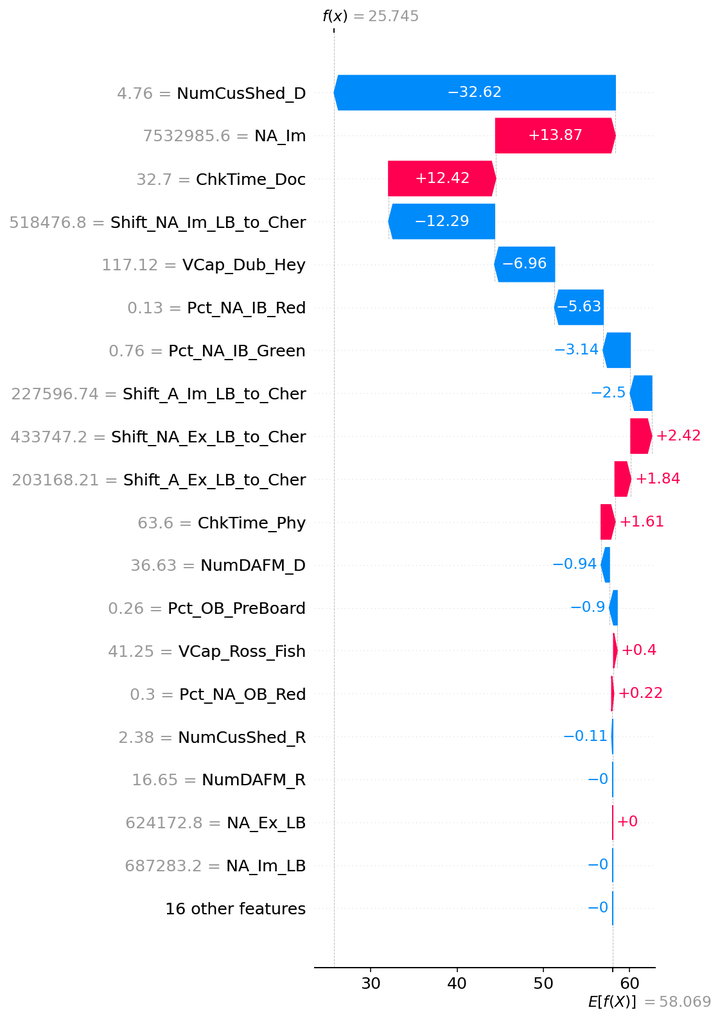 f(x) = 25.745
4.76 = NumCusShed_D −32.62
7532985.6 = NA_Im +13.87
32.7 = ChkTime_Doc +12.42
518476.8 = Shift_NA_Im_LB_to_Cher −12.29
117.12 = VCap_Dub_Hey −6.96
0.13 = Pct_NA_IB_Red −5.63
0.76 = Pct_NA_IB_Green −3.14
227596.74 = Shift_A_Im_LB_to_Cher −2.5
433747.2 = Shift_NA_Ex_LB_to_Cher +2.42
203168.21 = Shift_A_Ex_LB_to_Cher +1.84
63.6 = ChkTime_Phy +1.61
36.63 = NumDAFM_D −0.94
0.26 = Pct_OB_PreBoard −0.9
41.25 = VCap_Ross_Fish +0.4
0.3 = Pct_NA_OB_Red +0.22
2.38 = NumCusShed_R −0.11
16.65 = NumDAFM_R −0
624172.8 = NA_Ex_LB +0
687283.2 = NA_Im_LB −0
16 other features −0
30 40 50 60
E[f(X)] = 58.069